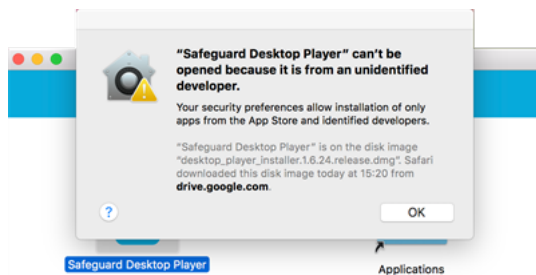 "Safeguard Desktop Player" can't be
opened because it is from an unidentified
developer.
Your security preferences allow installation of only
apps from the App Store and identified developers.
"Safeguard Desktop Player" is on the disk image
"desktop_player_installer.1.6.24.release.dmg". Safari
downloaded this disk image today at 15:20 from
drive.google.com.
?
OK
Safeguard Desktop Player
Applications